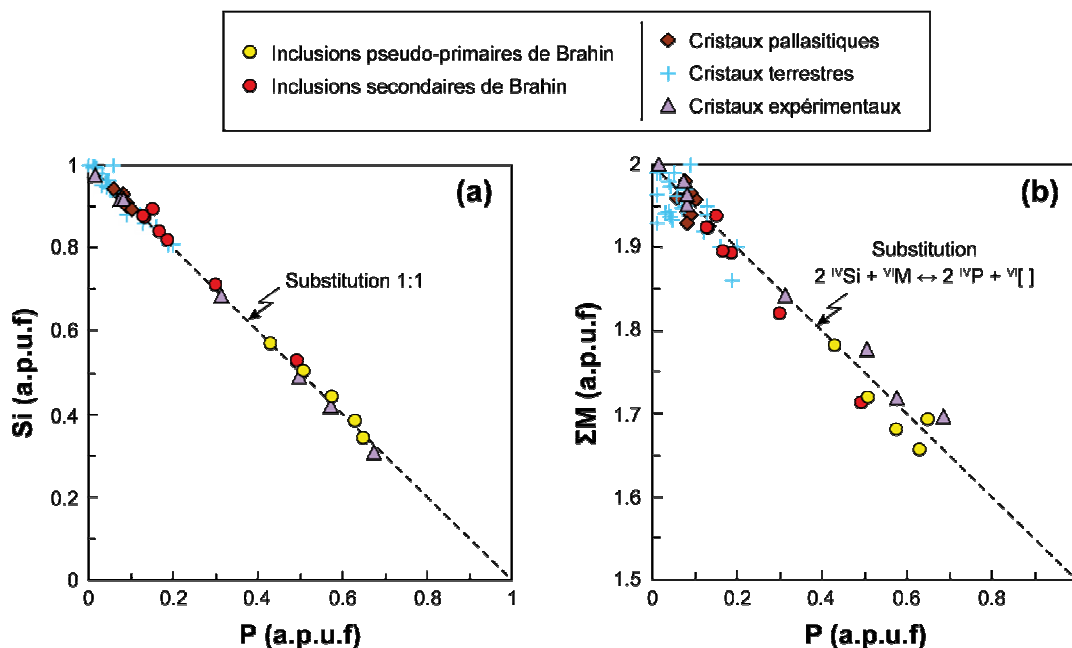 Inclusions pseudo-primaires de Brahin
Inclusions secondaires de Brahin
Cristaux pallasitiques
Cristaux terrestres
Cristaux expérimentaux
(a)
Substitution 1:1
Si (a.p.u.f)
1
0.8
0.6
0.4
0.2
0
0
0.2
0.4
0.6
0.8
1
P (a.p.u.f)
(b)
Substitution
2 ᴵⱽSi + ⱽᴵM ↔ 2 ᴵⱽP + ⱽᴵ[ ]
ΣM (a.p.u.f)
2
1.9
1.8
1.7
1.6
1.5
0
0.2
0.4
0.6
0.8
P (a.p.u.f)